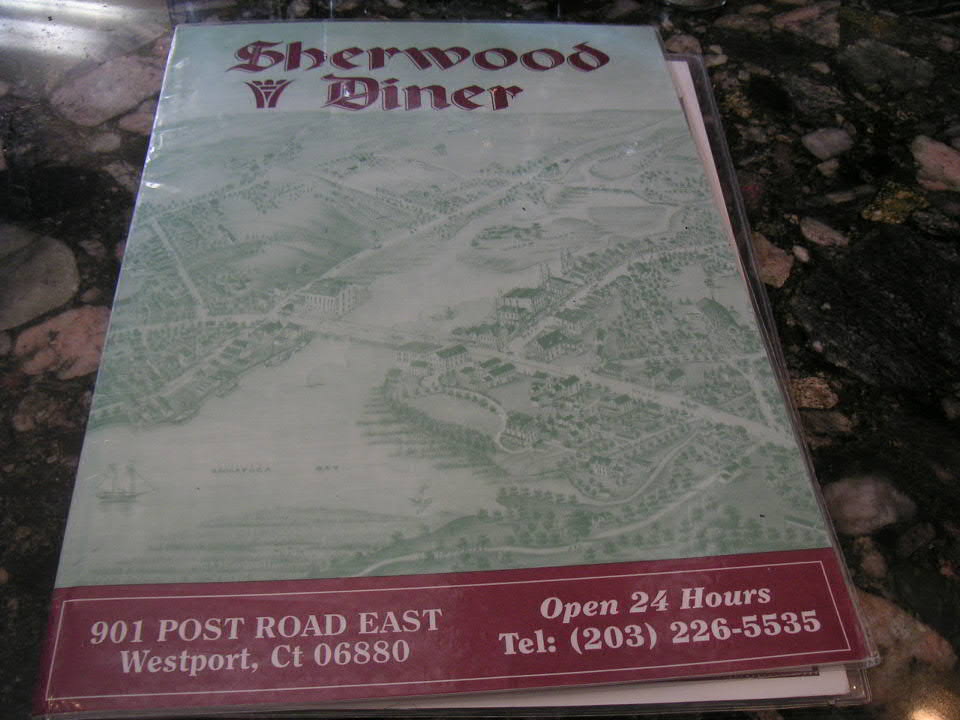 Sherwood
Diner
901 POST ROAD EAST
Westport, Ct 06880
Open 24 Hours
Tel: (203) 226-5535